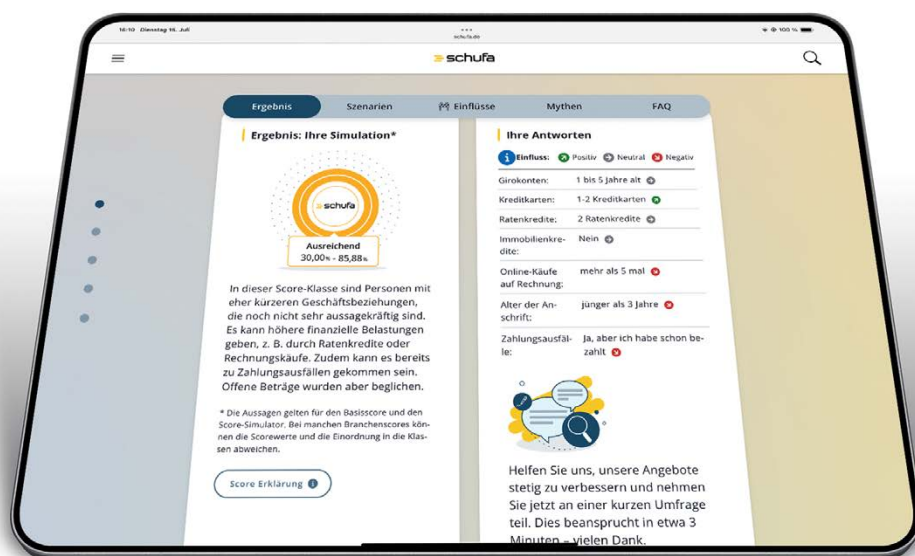 16:10 Dienstag 16. Juli
schufa.de
100 %
schufa
Ergebnis
Szenarien
Einflüsse
Mythen
FAQ
Ergebnis: Ihre Simulation*
schufa
Ausreichend
30,00% - 85,88%
In dieser Score-Klasse sind Personen mit
eher kürzeren Geschäftsbeziehungen,
die noch nicht sehr aussagekräftig sind.
Es kann höhere finanzielle Belastungen
geben, z. B. durch Ratenkredite oder
Rechnungskäufe. Zudem kann es bereits
zu Zahlungsausfällen gekommen sein.
Offene Beträge wurden aber beglichen.
* Die Aussagen gelten für den Basisscore und den
Score-Simulator. Bei manchen Branchenscores kön-
nen die Scorewerte und die Einordnung in die Klas-
sen abweichen.
Score Erklärung
Ihre Antworten
Einfluss: Positiv Neutral Negativ
Girokonten: 1 bis 5 Jahre alt
Kreditkarten: 1-2 Kreditkarten
Ratenkredite: 2 Ratenkredite
Immobilienkre- Nein
dite:
Online-Käufe mehr als 5 mal
auf Rechnung:
Alter der An- jünger als 3 Jahre
schrift:
Zahlungsausfäl- Ja, aber ich habe schon be-
le: zahlt
Helfen Sie uns, unsere Angebote
stetig zu verbessern und nehmen
Sie jetzt an einer kurzen Umfrage
teil. Dies beansprucht in etwa 3
Minuten – vielen Dank.